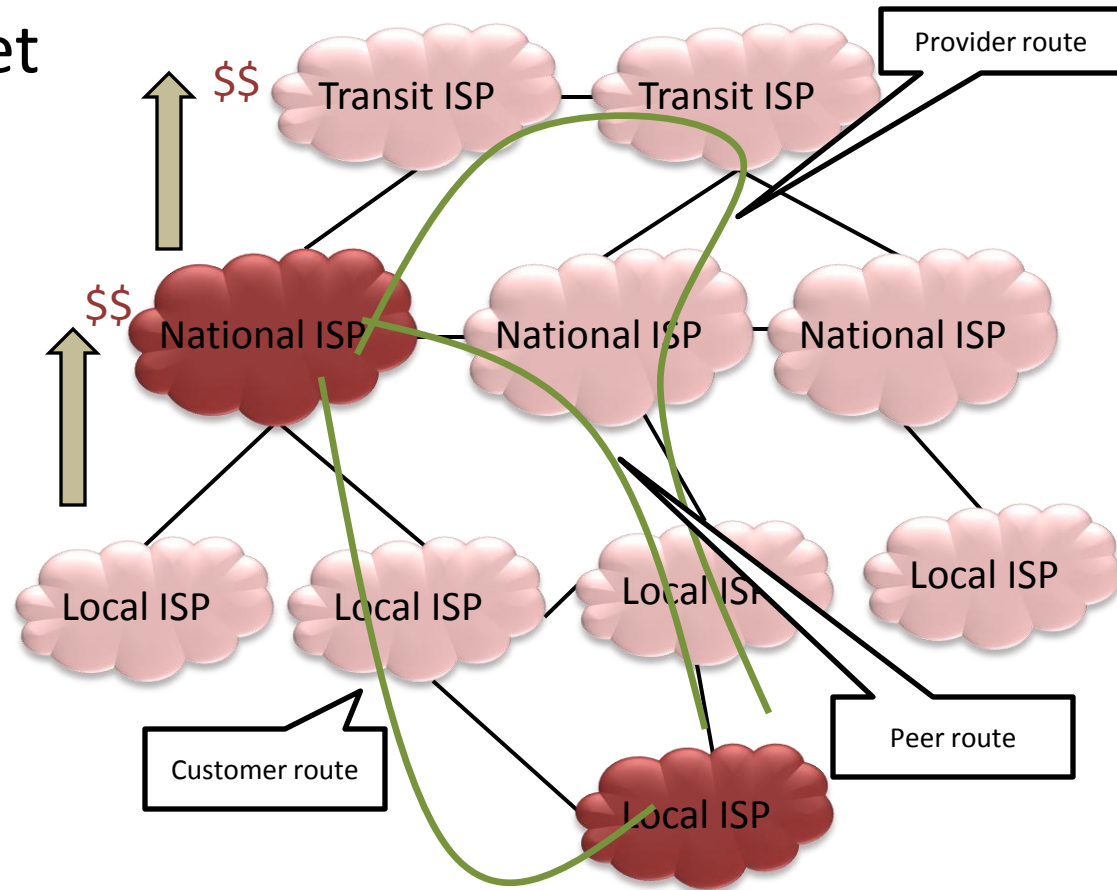 et
Provider route
$$
Transit ISP
Transit ISP
$$
National ISP
National ISP
National ISP
Local ISP
Local ISP
Local ISP
Local ISP
Customer route
Peer route
Local ISP